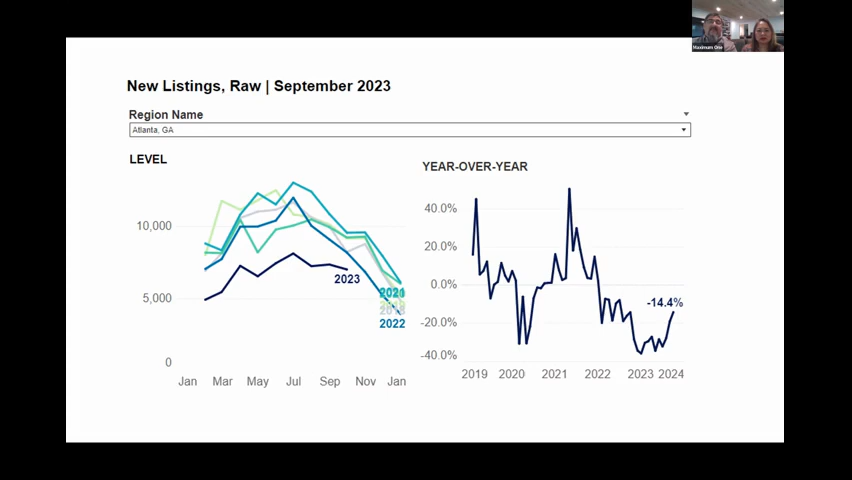 Maximum One
New Listings, Raw | September 2023
Region Name
Atlanta, GA
LEVEL
10,000
5,000
0
Jan Mar May Jul Sep Nov Jan
2023
2021
2022
YEAR-OVER-YEAR
40.0%
20.0%
0.0%
-20.0%
-40.0%
-14.4%
2019 2020 2021 2022 2023 2024